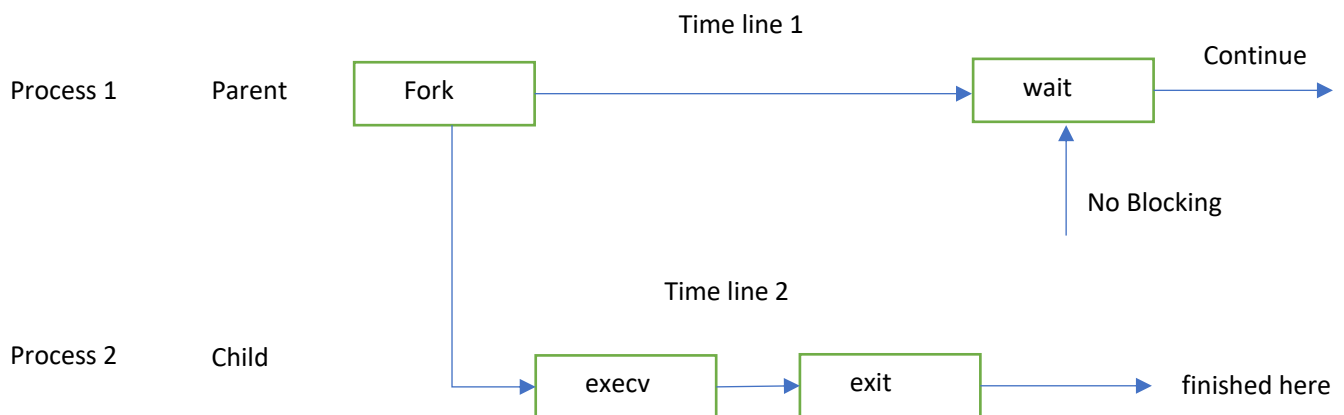 Time line 1
Continue
Process 1 Parent Fork wait
No Blocking
Time line 2
Process 2 Child execv exit finished here